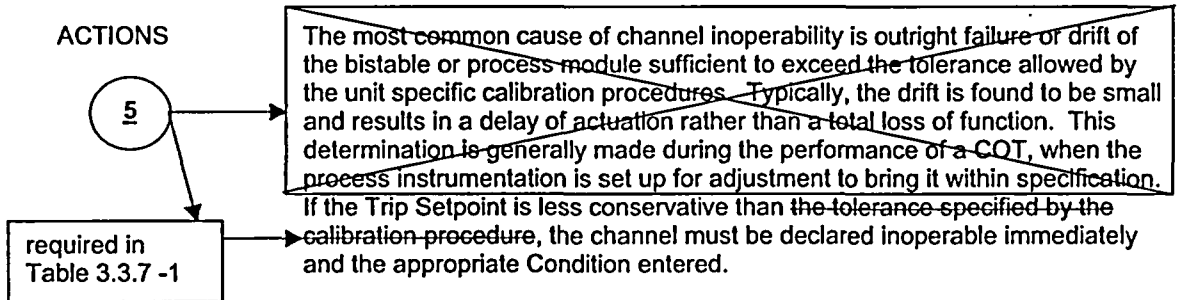 ACTIONS
The most common cause of channel inoperability is outright failure or drift of
the bistable or process module sufficient to exceed the tolerance allowed by
the unit specific calibration procedures. Typically, the drift is found to be small
and results in a delay of actuation rather than a total loss of function. This
determination is generally made during the performance of a COT, when the
process instrumentation is set up for adjustment to bring it within specification.
If the Trip Setpoint is less conservative than the tolerance specified by the
calibration procedure, the channel must be declared inoperable immediately
and the appropriate Condition entered.
5
required in
Table 3.3.7 -1